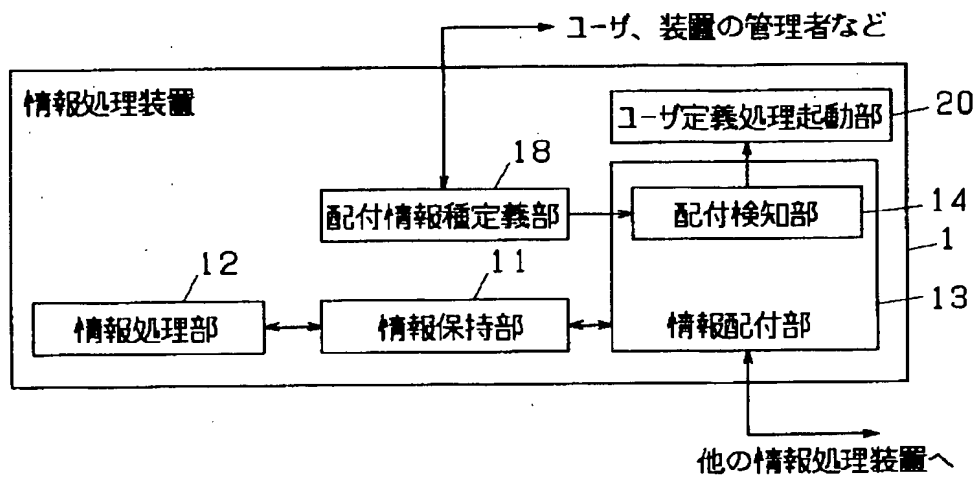 ユーザ、装置の管理者など
情報処理装置
ユーザ定義処理起動部
20
18
配付情報種定義部
配付検知部
14
1
12
11
13
情報処理部
情報保持部
情報配付部
他の情報処理装置へ